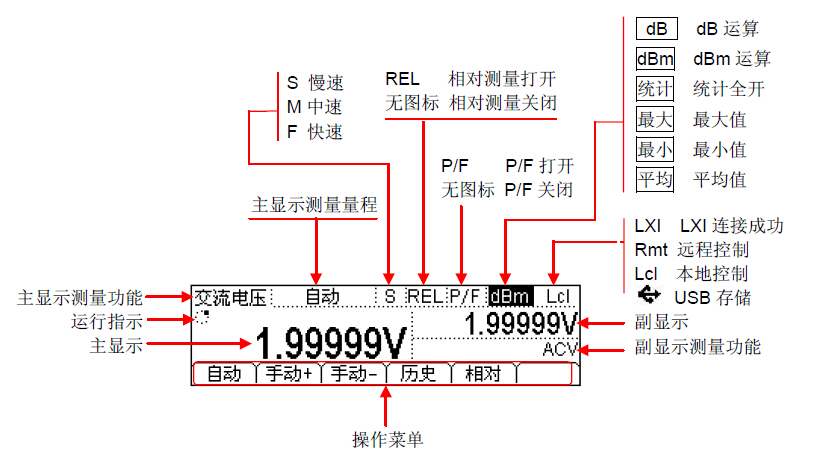 dB dB 运算
dBm dBm 运算
统计 统计全开
最大 最大值
最小 最小值
平均 平均值
S 慢速
M 中速
F 快速
REL 相对测量打开
无图标 相对测量关闭
P/F P/F 打开
无图标 P/F 关闭
主显示测量量程
LXI LXI 连接成功
Rmt 远程控制
Lcl 本地控制
USB 存储
主显示测量功能
运行指示
主显示
交流电压 自动 S REL P/F dBm Lcl
1.99999V
1.99999V
ACV
自动 手动+ 手动- 历史 相对
副显示
副显示测量功能
操作菜单